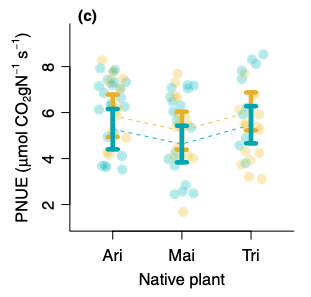 (c)
PNUE (μmol CO₂gN⁻¹ s⁻¹)
8
6
4
2
Ari Mai Tri
Native plant